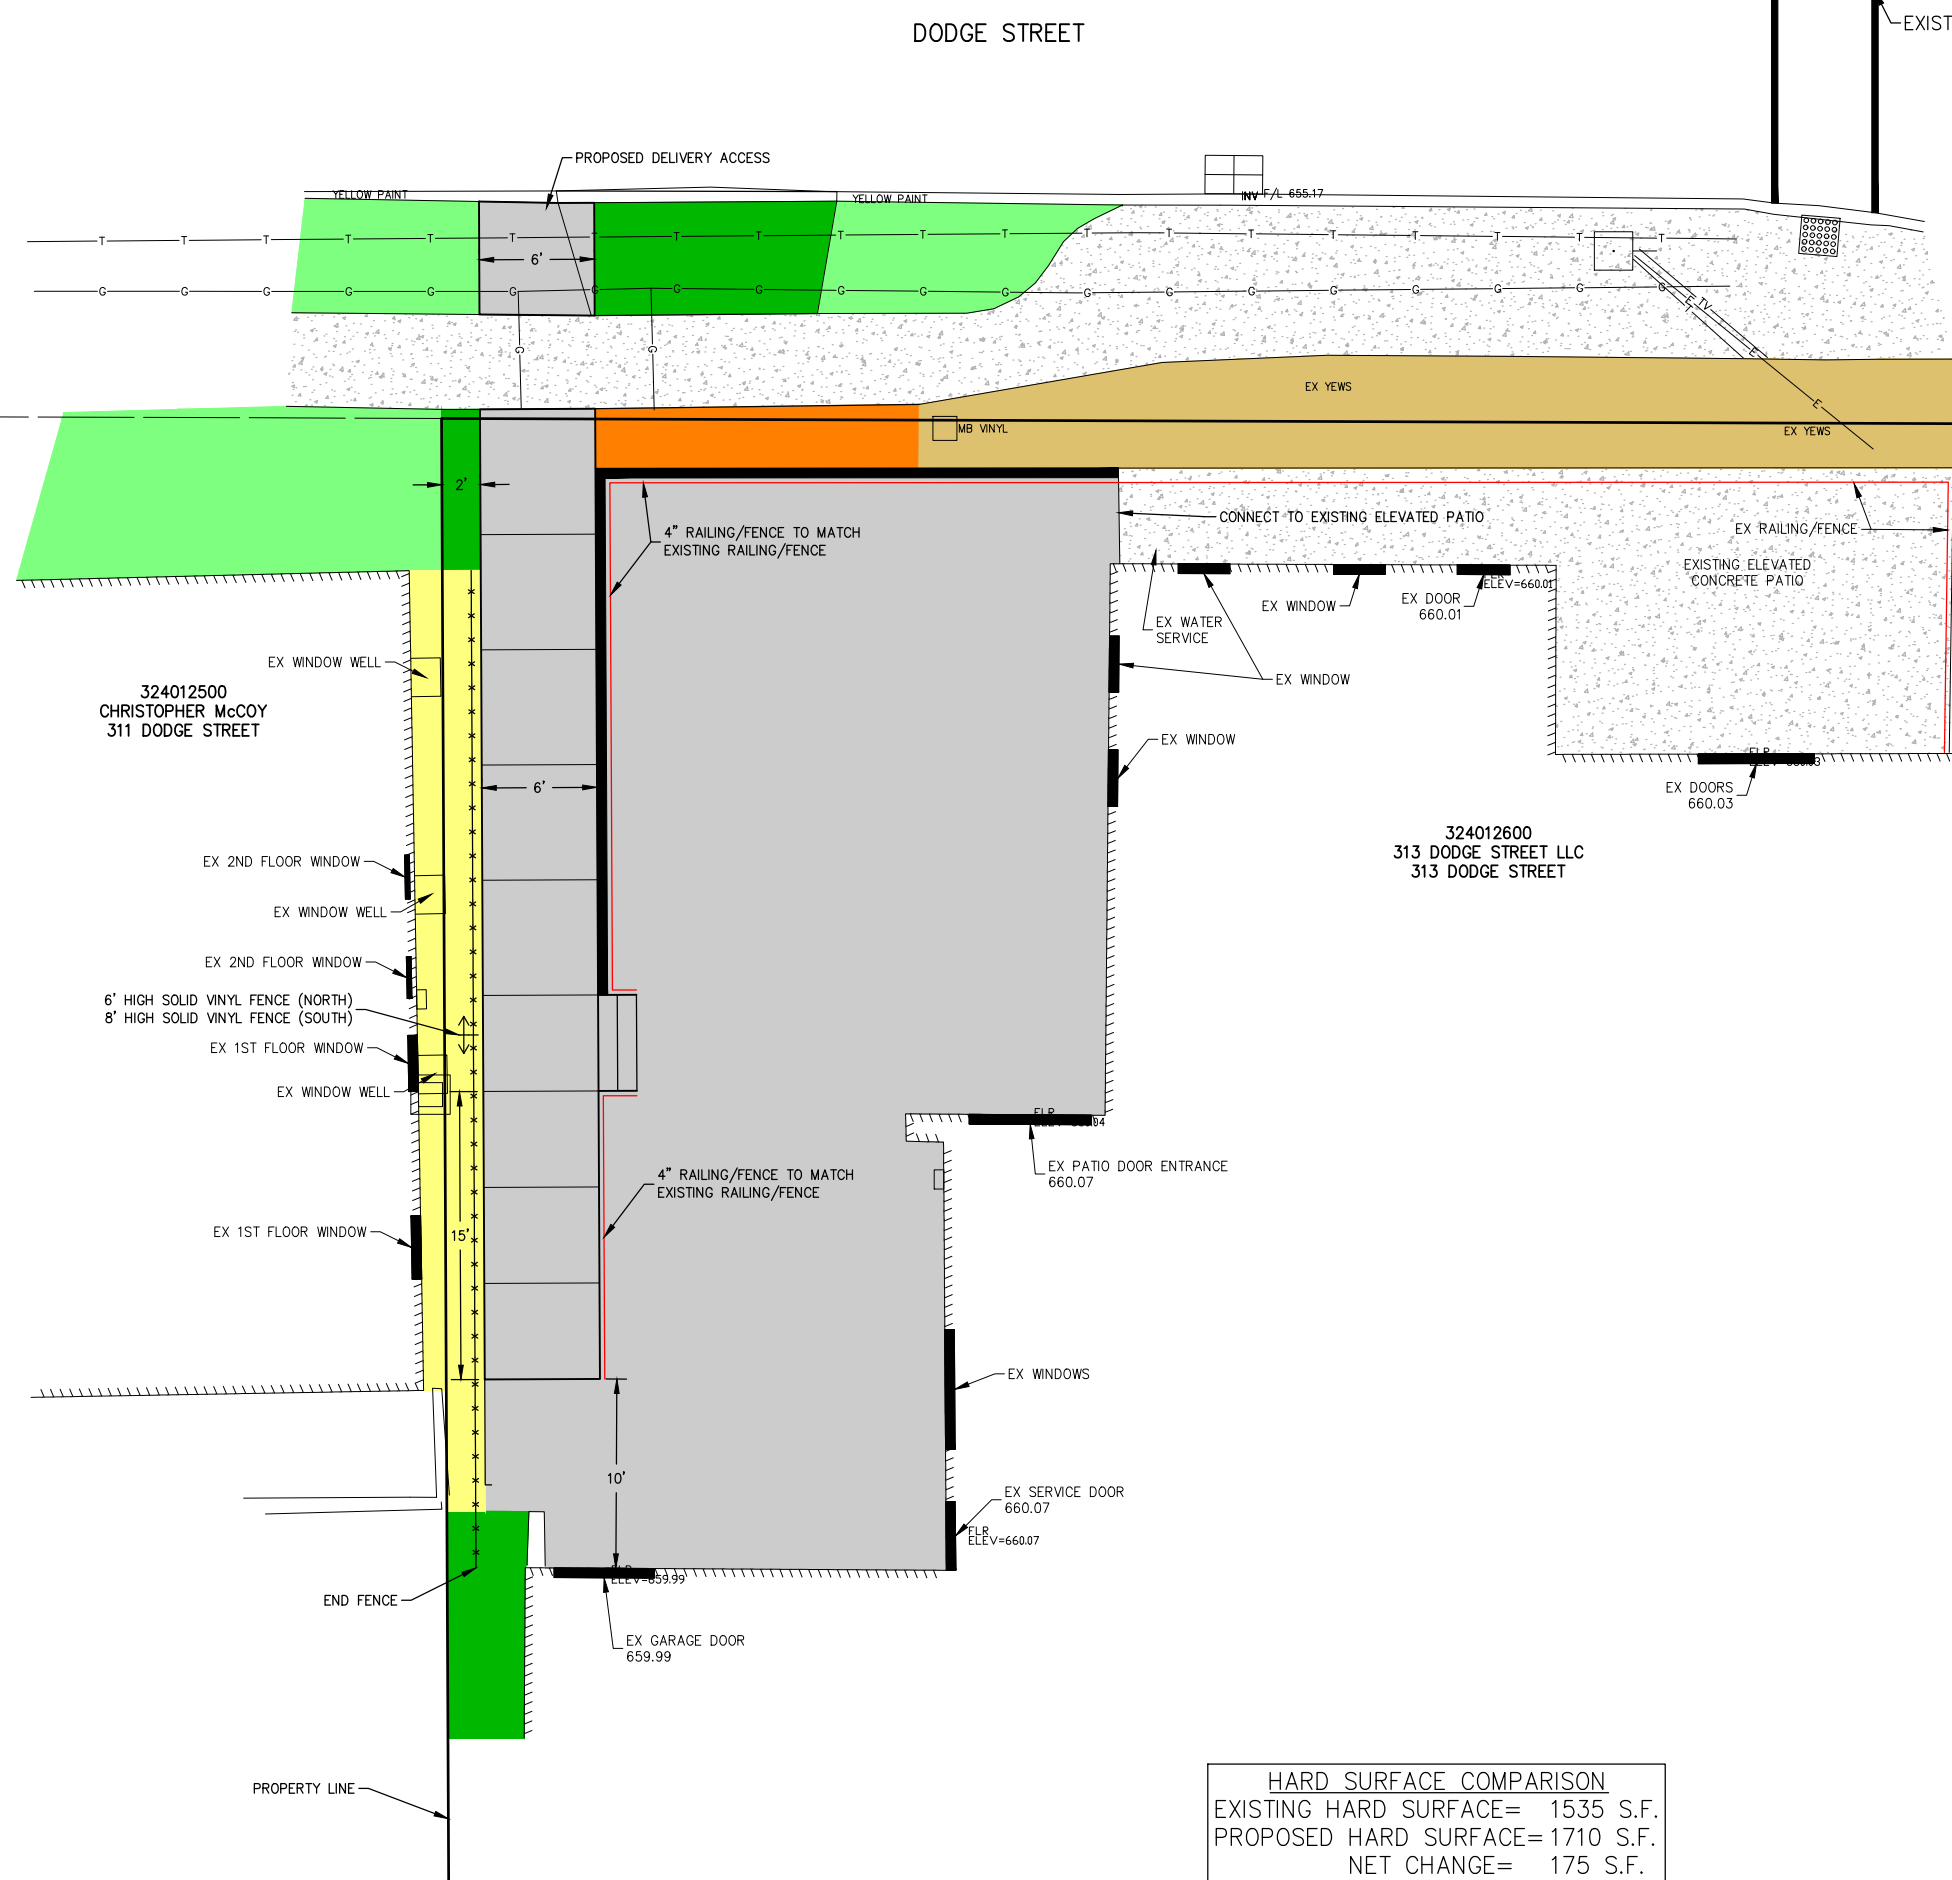 DODGE STREET
EXIST
PROPOSED DELIVERY ACCESS
YELLOW PAINT
YELLOW PAINT
INV F/L 655.17
T T T T T T T T T T T T T T T T T T T T
6'
G G G G G G G G G G G G G G G G G G G G
E TV
E
G G
E
EX YEWS
E
MB VINYL
EX YEWS
2'
4" RAILING/FENCE TO MATCH
EXISTING RAILING/FENCE
CONNECT TO EXISTING ELEVATED PATIO
EX RAILING/FENCE
EXISTING ELEVATED
CONCRETE PATIO
ELEV=660.01
EX DOOR
660.01
EX WINDOW
EX WATER
SERVICE
EX WINDOW WELL
EX WINDOW
324012500
CHRISTOPHER McCOY
311 DODGE STREET
EX WINDOW
FLR
6'
EX DOORS
660.03
324012600
313 DODGE STREET LLC
313 DODGE STREET
EX 2ND FLOOR WINDOW
EX WINDOW WELL
EX 2ND FLOOR WINDOW
6' HIGH SOLID VINYL FENCE (NORTH)
8' HIGH SOLID VINYL FENCE (SOUTH)
EX 1ST FLOOR WINDOW
EX WINDOW WELL
FLR
EX PATIO DOOR ENTRANCE
660.07
4" RAILING/FENCE TO MATCH
EXISTING RAILING/FENCE
EX 1ST FLOOR WINDOW
15'
EX WINDOWS
10'
EX SERVICE DOOR
660.07
FLR
ELEV=660.07
ELEV=659.99
END FENCE
EX GARAGE DOOR
659.99
PROPERTY LINE
HARD SURFACE COMPARISON
EXISTING HARD SURFACE= 1535 S.F.
PROPOSED HARD SURFACE= 1710 S.F.
NET CHANGE= 175 S.F.